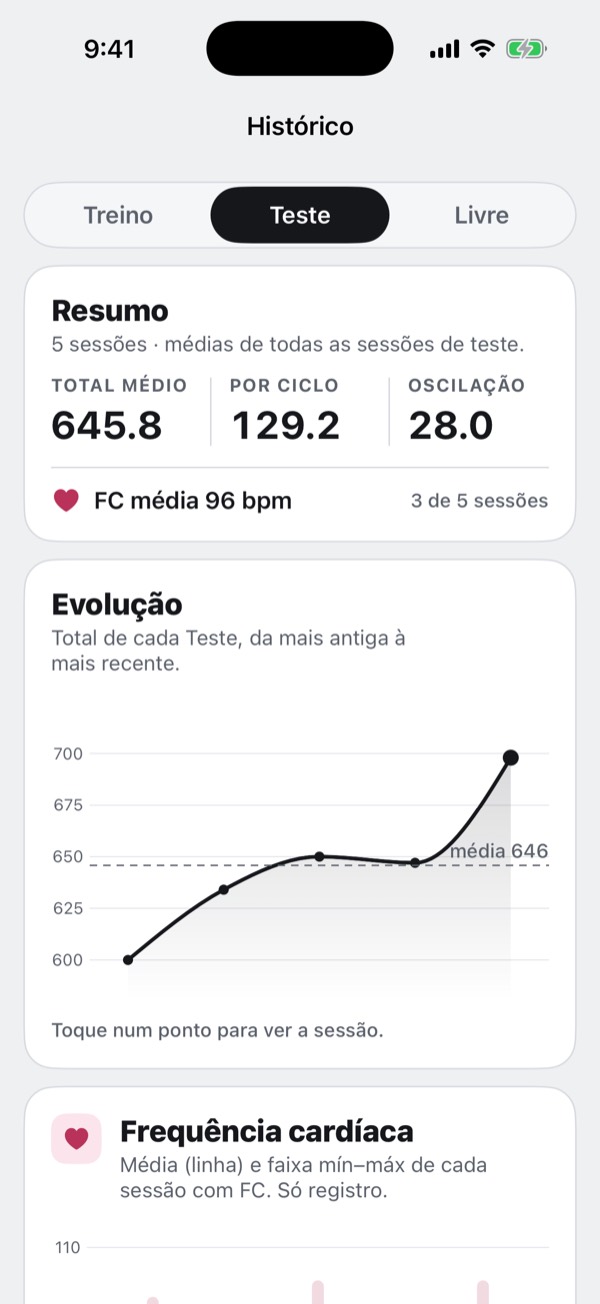 9:41
Histórico
Treino
Teste
Livre
Resumo
5 sessões · médias de todas as sessões de teste.
TOTAL MÉDIO
POR CICLO
OSCILAÇÃO
645.8
129.2
28.0
FC média 96 bpm
3 de 5 sessões
Evolução
Total de cada Teste, da mais antiga à
mais recente.
700
675
650
média 646
625
600
Toque num ponto para ver a sessão.
Frequência cardíaca
Média (linha) e faixa mín–máx de cada
sessão com FC. Só registro.
110